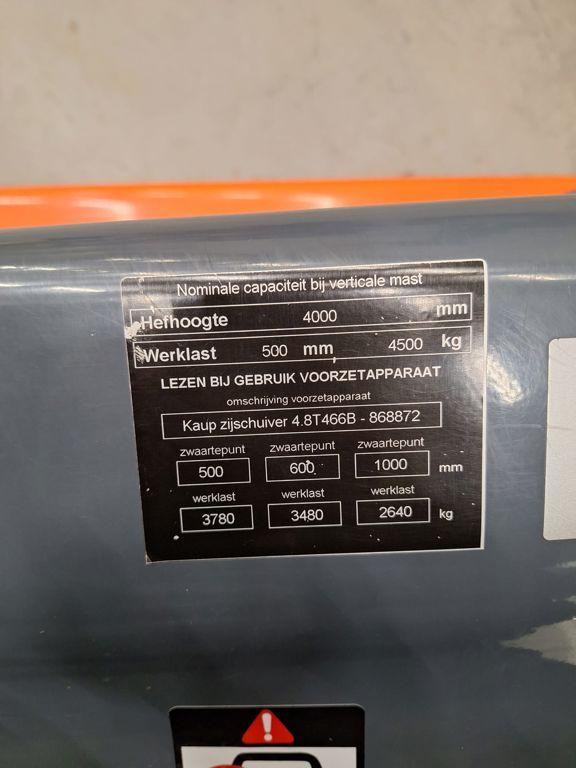 Nominale capaciteit bij verticale mast
Hefhoogte 4000 mm
Werklast 500 mm 4500 kg
LEZEN BIJ GEBRUIK VOORZETAPPARAAT
omschrijving voorzetapparaat
Kaup zijschuiver 4.8T466B - 868872
zwaartepunt zwaartepunt zwaartepunt
500 600 1000 mm
werklast werklast werklast
3780 3480 2640 kg